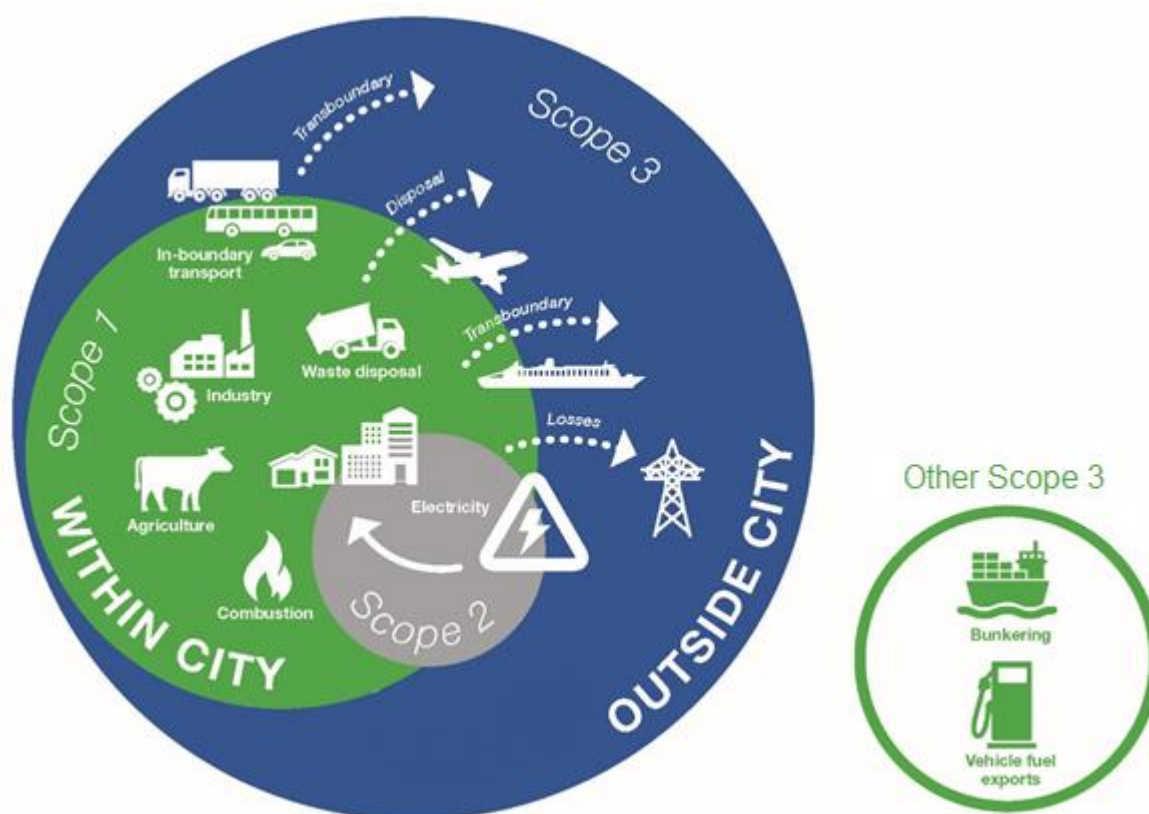 Transboundary
Scope 3
Disposal
In-boundary
transport
Transboundary
Scope 1
Waste disposal
Industry
Losses
Electricity
Agriculture
Combustion
Scope 2
WITHIN CITY
OUTSIDE CITY
Other Scope 3
Bunkering
Vehicle fuel
exports